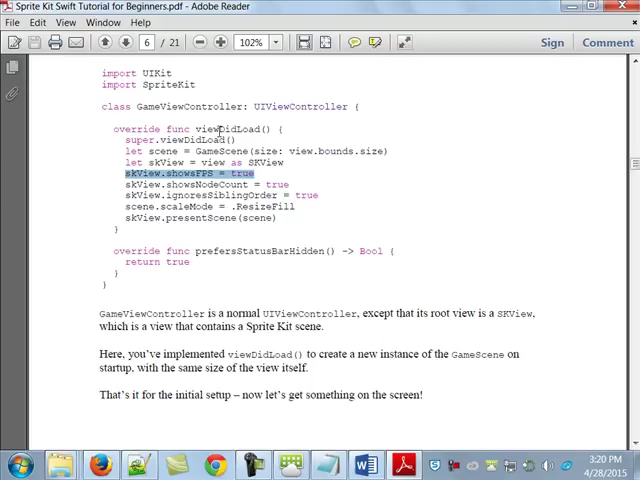 Sprite Kit Swift Tutorial for Beginners.pdf - Adobe Reader
File Edit View Window Help
6 / 21 102% Sign Comment
import UIKit
import SpriteKit
class GameViewController: UIViewController {
override func viewDidLoad() {
super.viewDidLoad()
let scene = GameScene(size: view.bounds.size)
let skView = view as SKView
skView.showsFPS = true
skView.showsNodeCount = true
skView.ignoresSiblingOrder = true
scene.scaleMode = .ResizeFill
skView.presentScene(scene)
}
override func prefersStatusBarHidden() -> Bool {
return true
}
}
GameViewController is a normal UIViewController, except that its root view is a SKView,
which is a view that contains a Sprite Kit scene.
Here, you've implemented viewDidLoad() to create a new instance of the GameScene on
startup, with the same size of the view itself.
That's it for the initial setup – now let's get something on the screen!
3:20 PM
4/28/2015